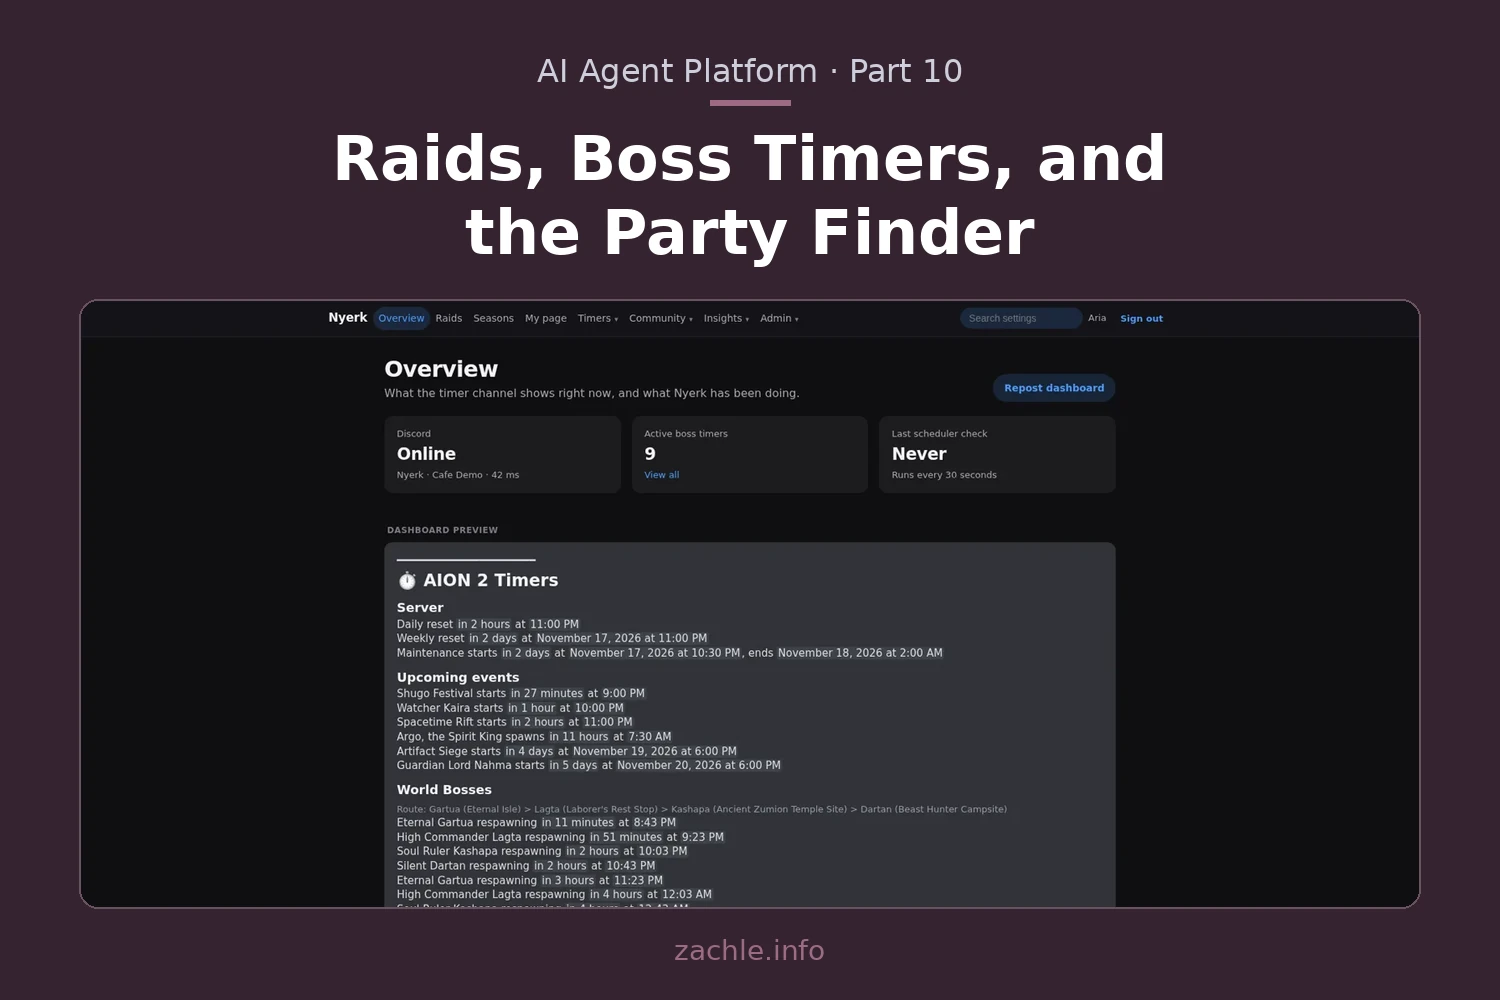 AI Agent Platform · Part 10
Raids, Boss Timers, and
the Party Finder
Nyerk Overview Raids Seasons My page Timers ▾ Community ▾ Insights ▾ Admin ▾ Search settings Aria Sign out
Overview
What the timer channel shows right now, and what Nyerk has been doing.
Repost dashboard
Discord
Online
Nyerk · Cafe Demo · 42 ms
Active boss timers
9
View all
Last scheduler check
Never
Runs every 30 seconds
DASHBOARD PREVIEW
⏱️ AION 2 Timers
Server
Daily reset in 2 hours at 11:00 PM
Weekly reset in 2 days at November 17, 2026 at 11:00 PM
Maintenance starts in 2 days at November 17, 2026 at 10:30 PM, ends November 18, 2026 at 2:00 AM
Upcoming events
Shugo Festival starts in 27 minutes at 9:00 PM
Watcher Kaira starts in 1 hour at 10:00 PM
Spacetime Rift starts in 2 hours at 11:00 PM
Argo, the Spirit King spawns in 11 hours at 7:30 AM
Artifact Siege starts in 4 days at November 19, 2026 at 6:00 PM
Guardian Lord Nahma starts in 5 days at November 20, 2026 at 6:00 PM
World Bosses
Route: Gartua (Eternal Isle) > Lagta (Laborer's Rest Stop) > Kashapa (Ancient Zumion Temple Site) > Dartan (Beast Hunter Campsite)
Eternal Gartua respawning in 11 minutes at 8:43 PM
High Commander Lagta respawning in 51 minutes at 9:23 PM
Soul Ruler Kashapa respawning in 2 hours at 10:03 PM
Silent Dartan respawning in 2 hours at 10:43 PM
Eternal Gartua respawning in 3 hours at 11:23 PM
High Commander Lagta respawning in 4 hours at 12:03 AM
zachle.info